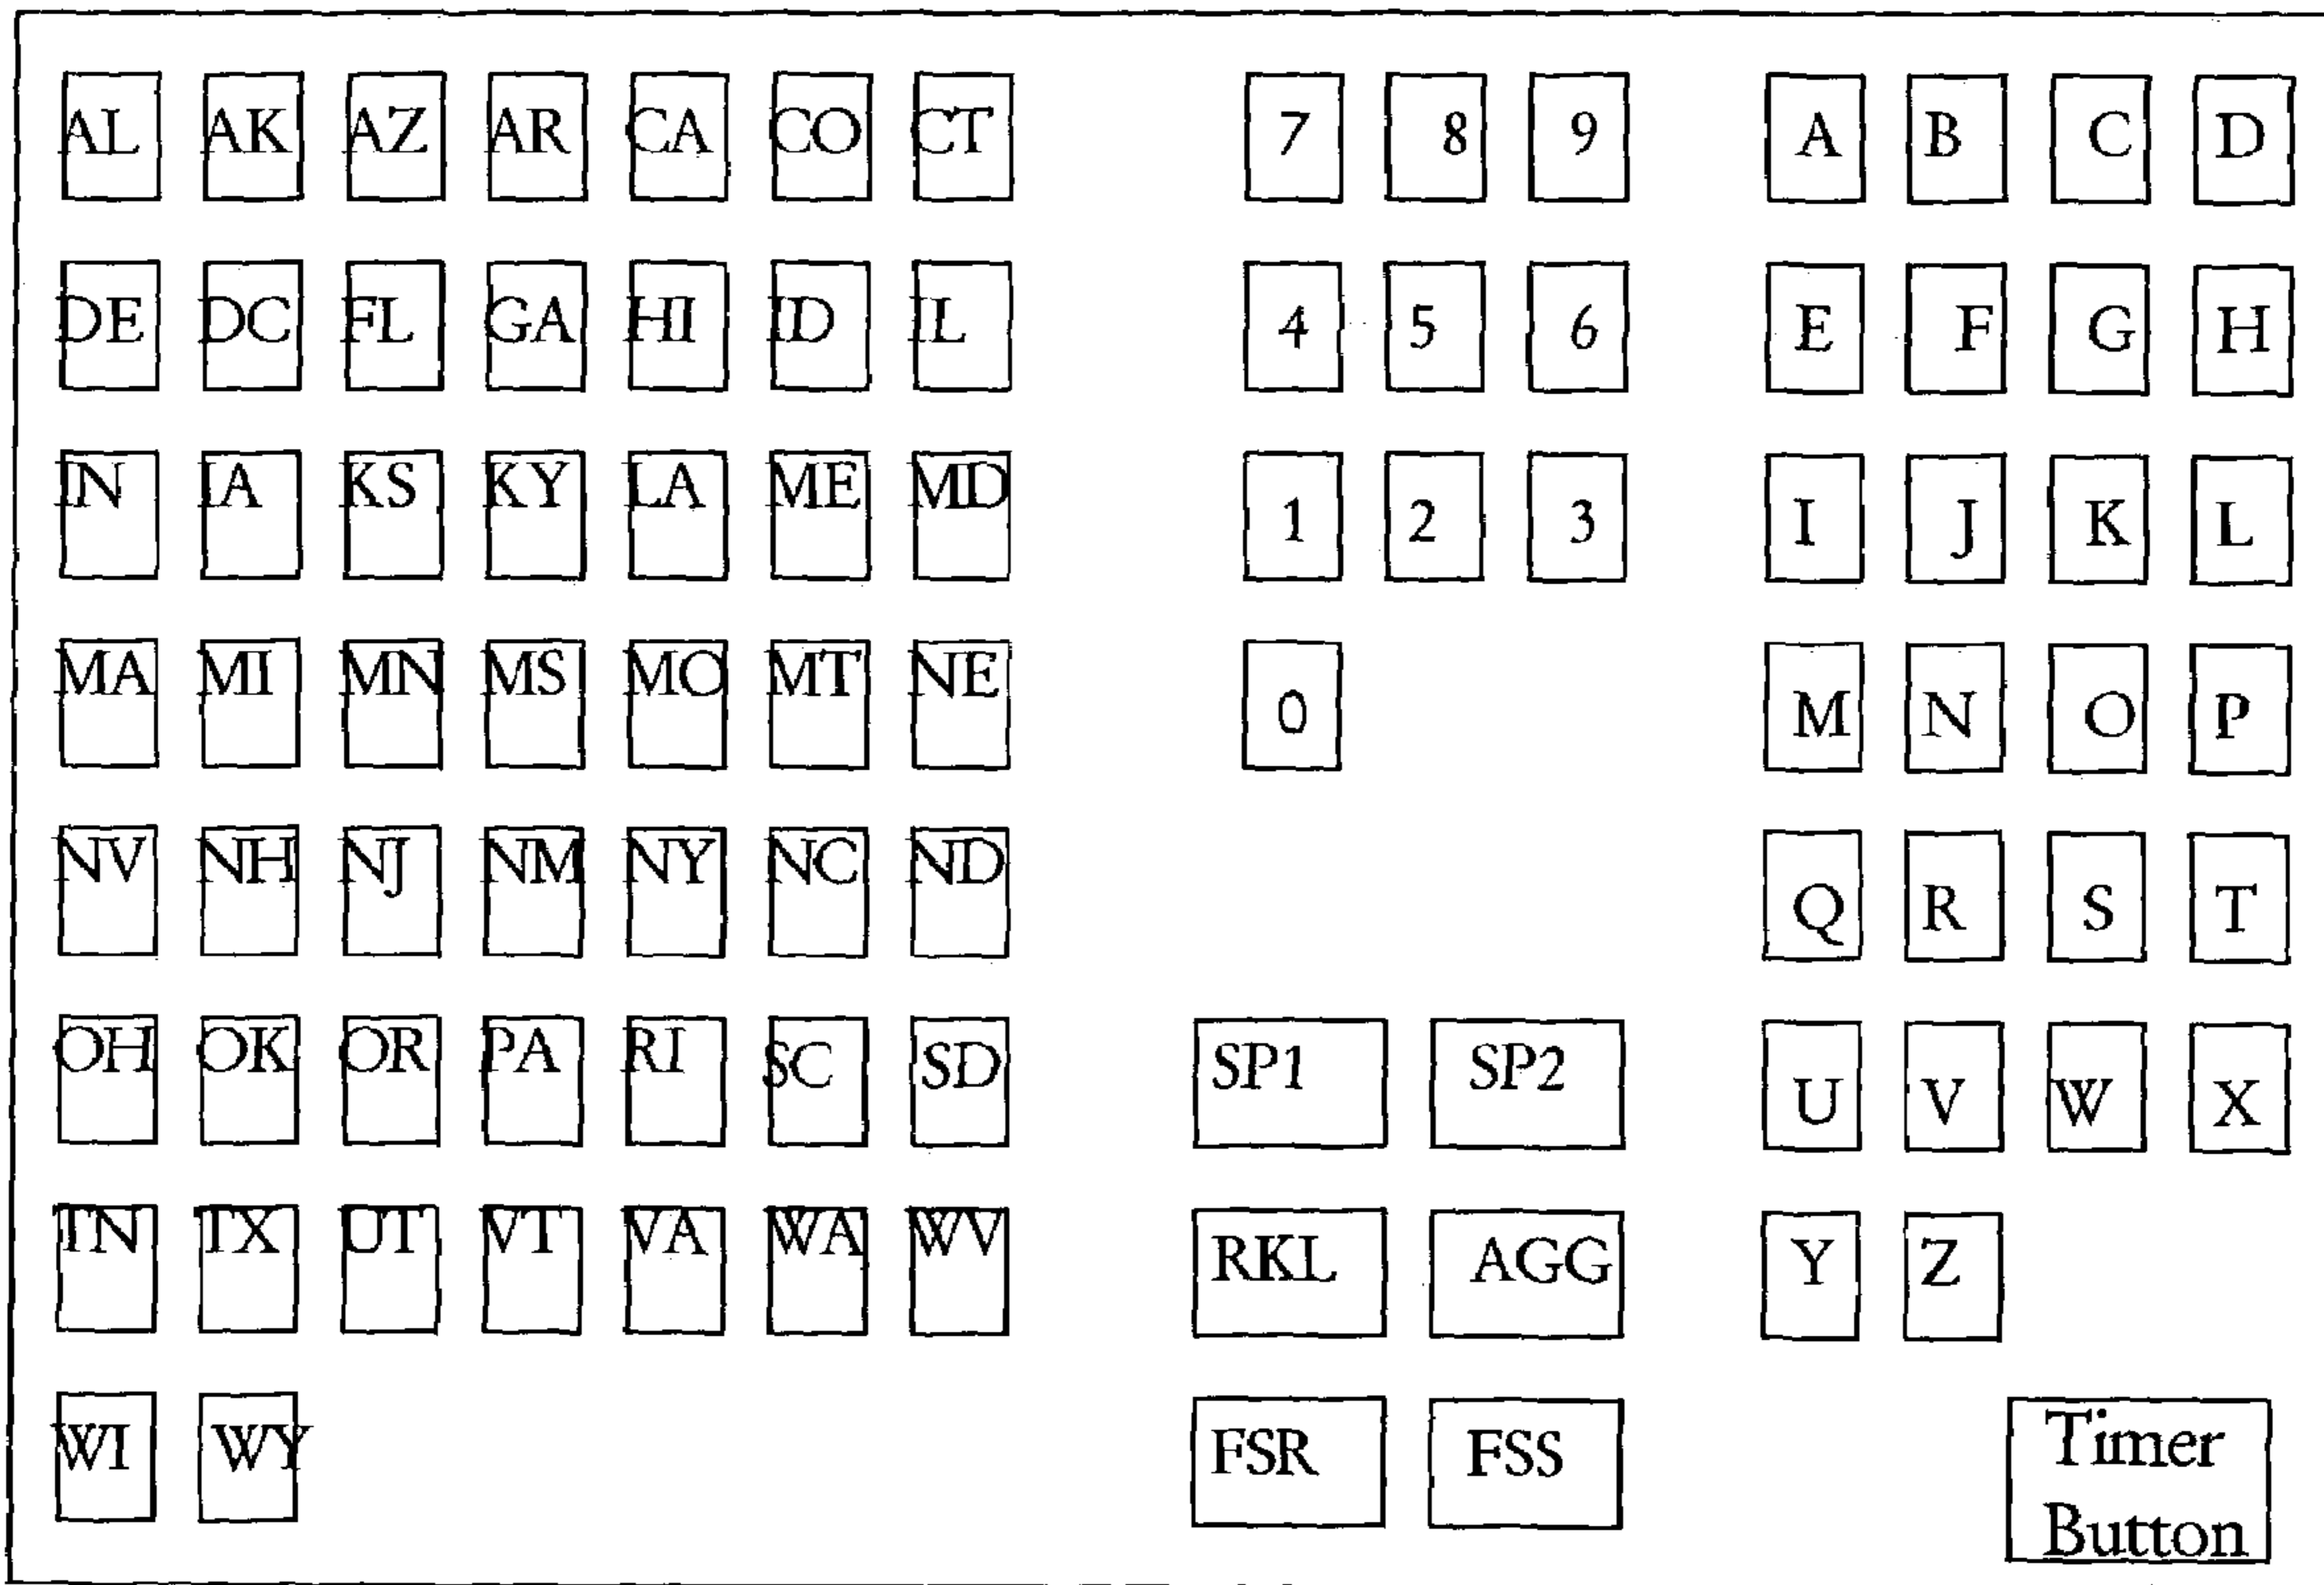 AL AK AZ AR CA CO CT 7 8 9 A B C D
DE DC FL GA HI ID IL 4 5 6 E F G H
IN IA KS KY LA ME MD 1 2 3 I J K L
MA MI MN MS MO MT NE 0 M N O P
NV NH NJ NM NY NC ND Q R S T
OH OK OR PA RI SC SD SP1 SP2 U V W X
TN TX UT VT VA WA WV RKL AGG Y Z
WI WY FSR FSS Timer
Button